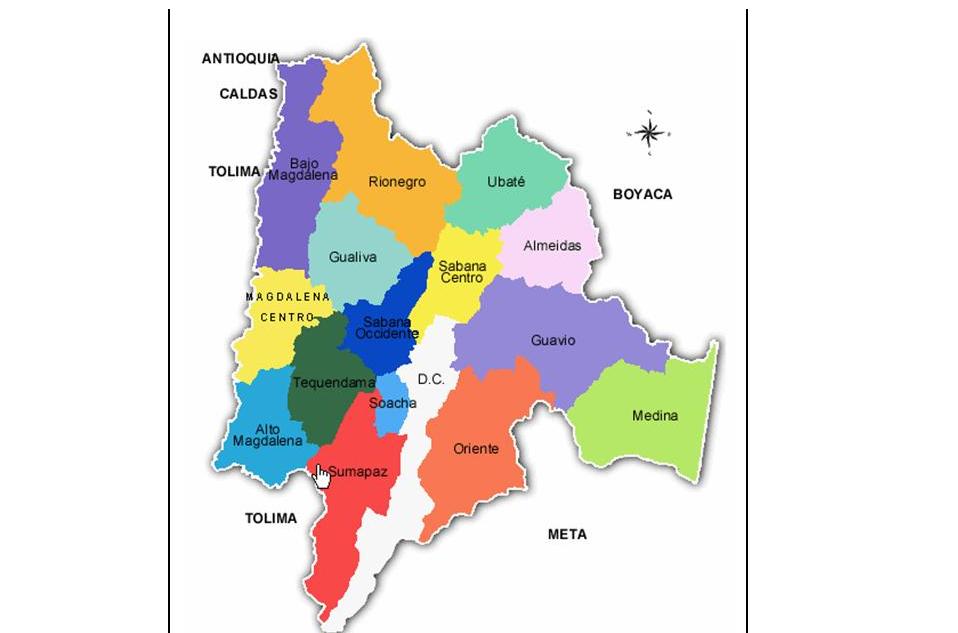 ANTIOQUIA
CALDAS
TOLIMA
Bajo
Magdalena
Rionegro
Ubaté
BOYACA
Almeidas
Gualiva
Sabana
Centro
MAGDALENA
CENTRO
Sabana
Occidente
Guavio
Tequendama
D.C.
Soacha
Medina
Alto
Magdalena
Oriente
Sumapaz
TOLIMA
META